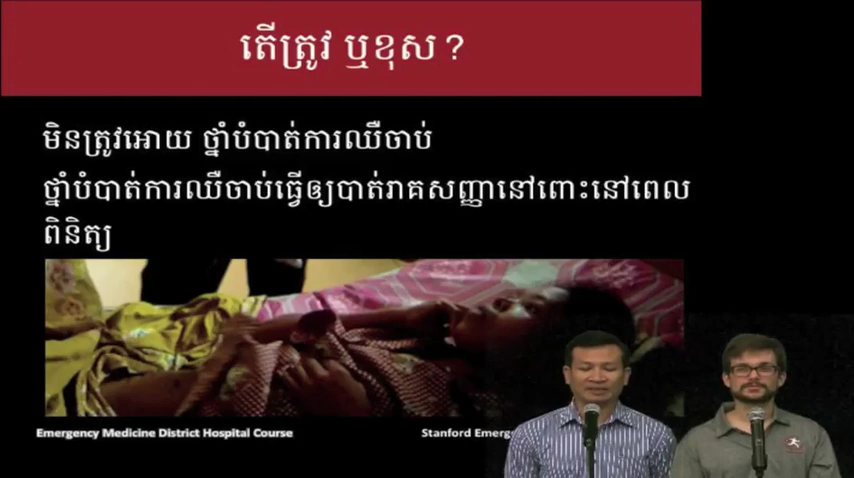 តើត្រូវ ឬខុស?
មិនត្រូវអោយ ថ្នាំបំបាត់ការឈឺចាប់
ថ្នាំបំបាត់ការឈឺចាប់ធ្វើឲ្យបាត់រាគសញ្ញានៅពោះនៅពេល
ពិនិត្យ
Emergency Medicine District Hospital Course
Stanford